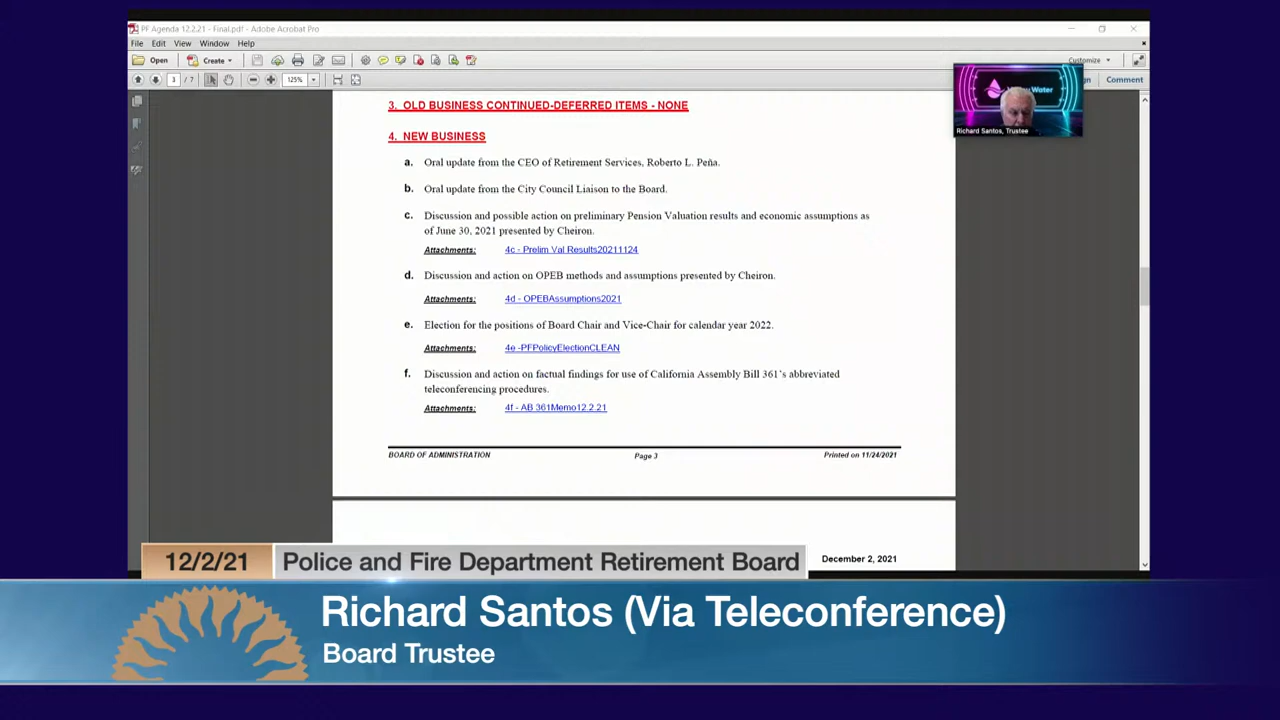 PF Agenda 12.2.21 - Final.pdf - Adobe Acrobat Pro
File Edit View Window Help
Open Create Customize
3 / 7 125% Comment
3. OLD BUSINESS CONTINUED-DEFERRED ITEMS - NONE
4. NEW BUSINESS
a. Oral update from the CEO of Retirement Services, Roberto L. Peña.
b. Oral update from the City Council Liaison to the Board.
c. Discussion and possible action on preliminary Pension Valuation results and economic assumptions as
of June 30, 2021 presented by Cheiron.
Attachments: 4c - Prelim Val Results20211124
d. Discussion and action on OPEB methods and assumptions presented by Cheiron.
Attachments: 4d - OPEBAssumptions2021
e. Election for the positions of Board Chair and Vice-Chair for calendar year 2022.
Attachments: 4e -PFPolicyElectionCLEAN
f. Discussion and action on factual findings for use of California Assembly Bill 361's abbreviated
teleconferencing procedures.
Attachments: 4f - AB 361Memo12.2.21
BOARD OF ADMINISTRATION Page 3 Printed on 11/24/2021
December 2, 2021
Richard Santos, Trustee
12/2/21 Police and Fire Department Retirement Board
Richard Santos (Via Teleconference)
Board Trustee